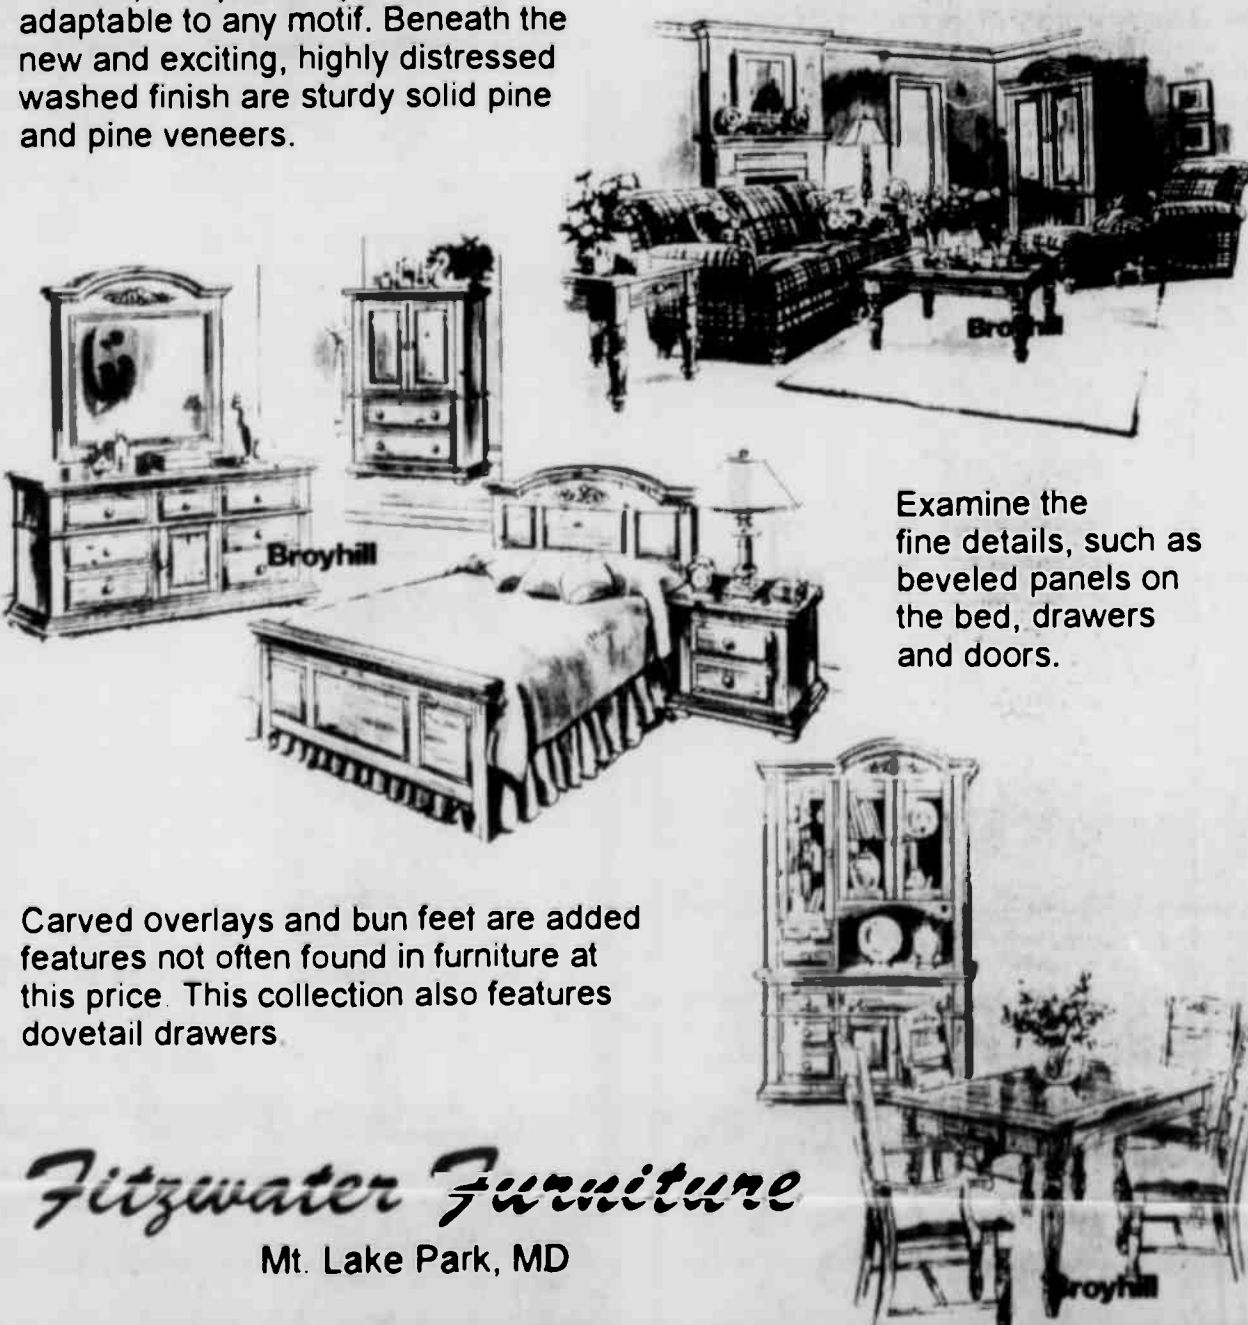 adaptable to any motif. Beneath the
new and exciting, highly distressed
washed finish are sturdy solid pine
and pine veneers.
Broyhill
Broyhill
Examine the
fine details, such as
beveled panels on
the bed, drawers
and doors.
Carved overlays and bun feet are added
features not often found in furniture at
this price. This collection also features
dovetail drawers.
Fitzwater Furniture
Mt. Lake Park, MD
Broyhill